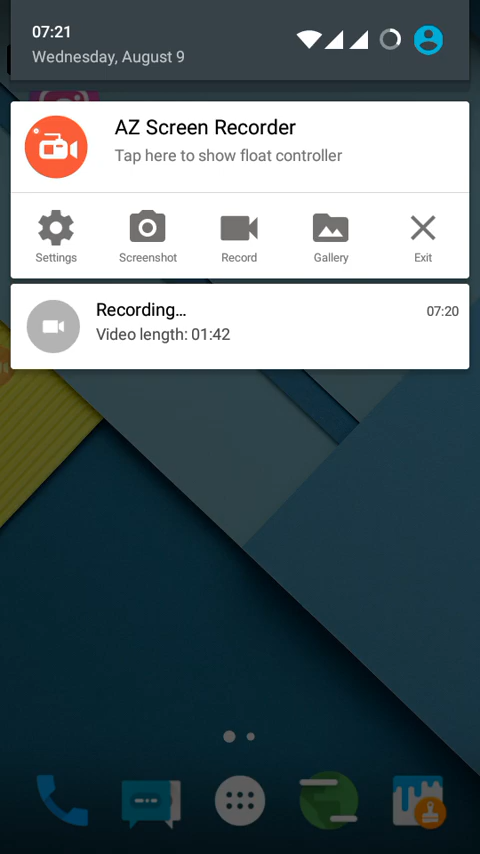 07:21
Wednesday, August 9
AZ Screen Recorder
Tap here to show float controller
Settings
Screenshot
Record
Gallery
Exit
Recording...
07:20
Video length: 01:42